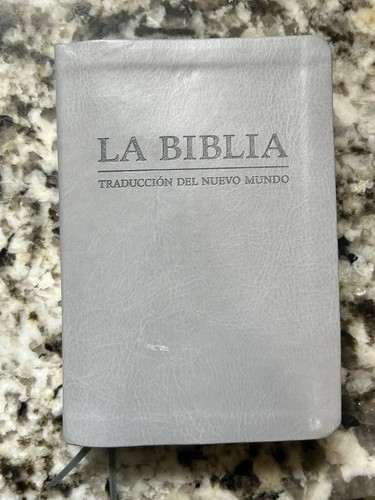 LA BIBLIA
TRADUCCIÓN DEL NUEVO MUNDO